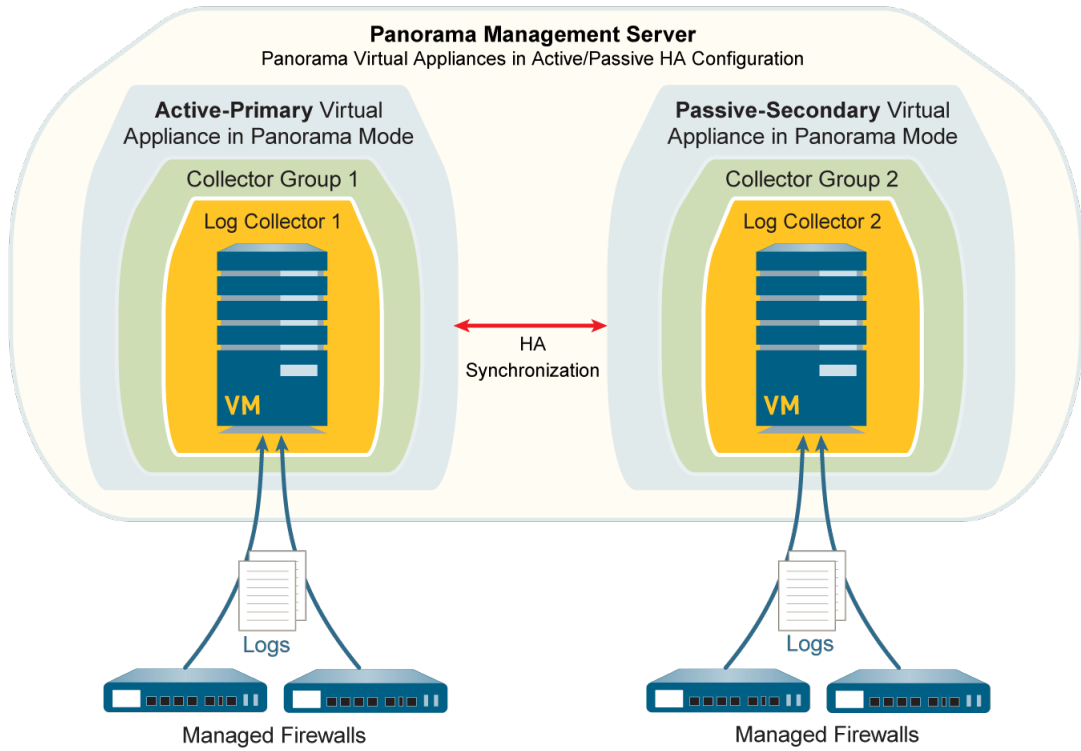 Panorama Management Server
Panorama Virtual Appliances in Active/Passive HA Configuration
Active-Primary Virtual
Appliance in Panorama Mode
Collector Group 1
Log Collector 1
VM
HA
Synchronization
Passive-Secondary Virtual
Appliance in Panorama Mode
Collector Group 2
Log Collector 2
VM
Logs
Managed Firewalls
Logs
Managed Firewalls